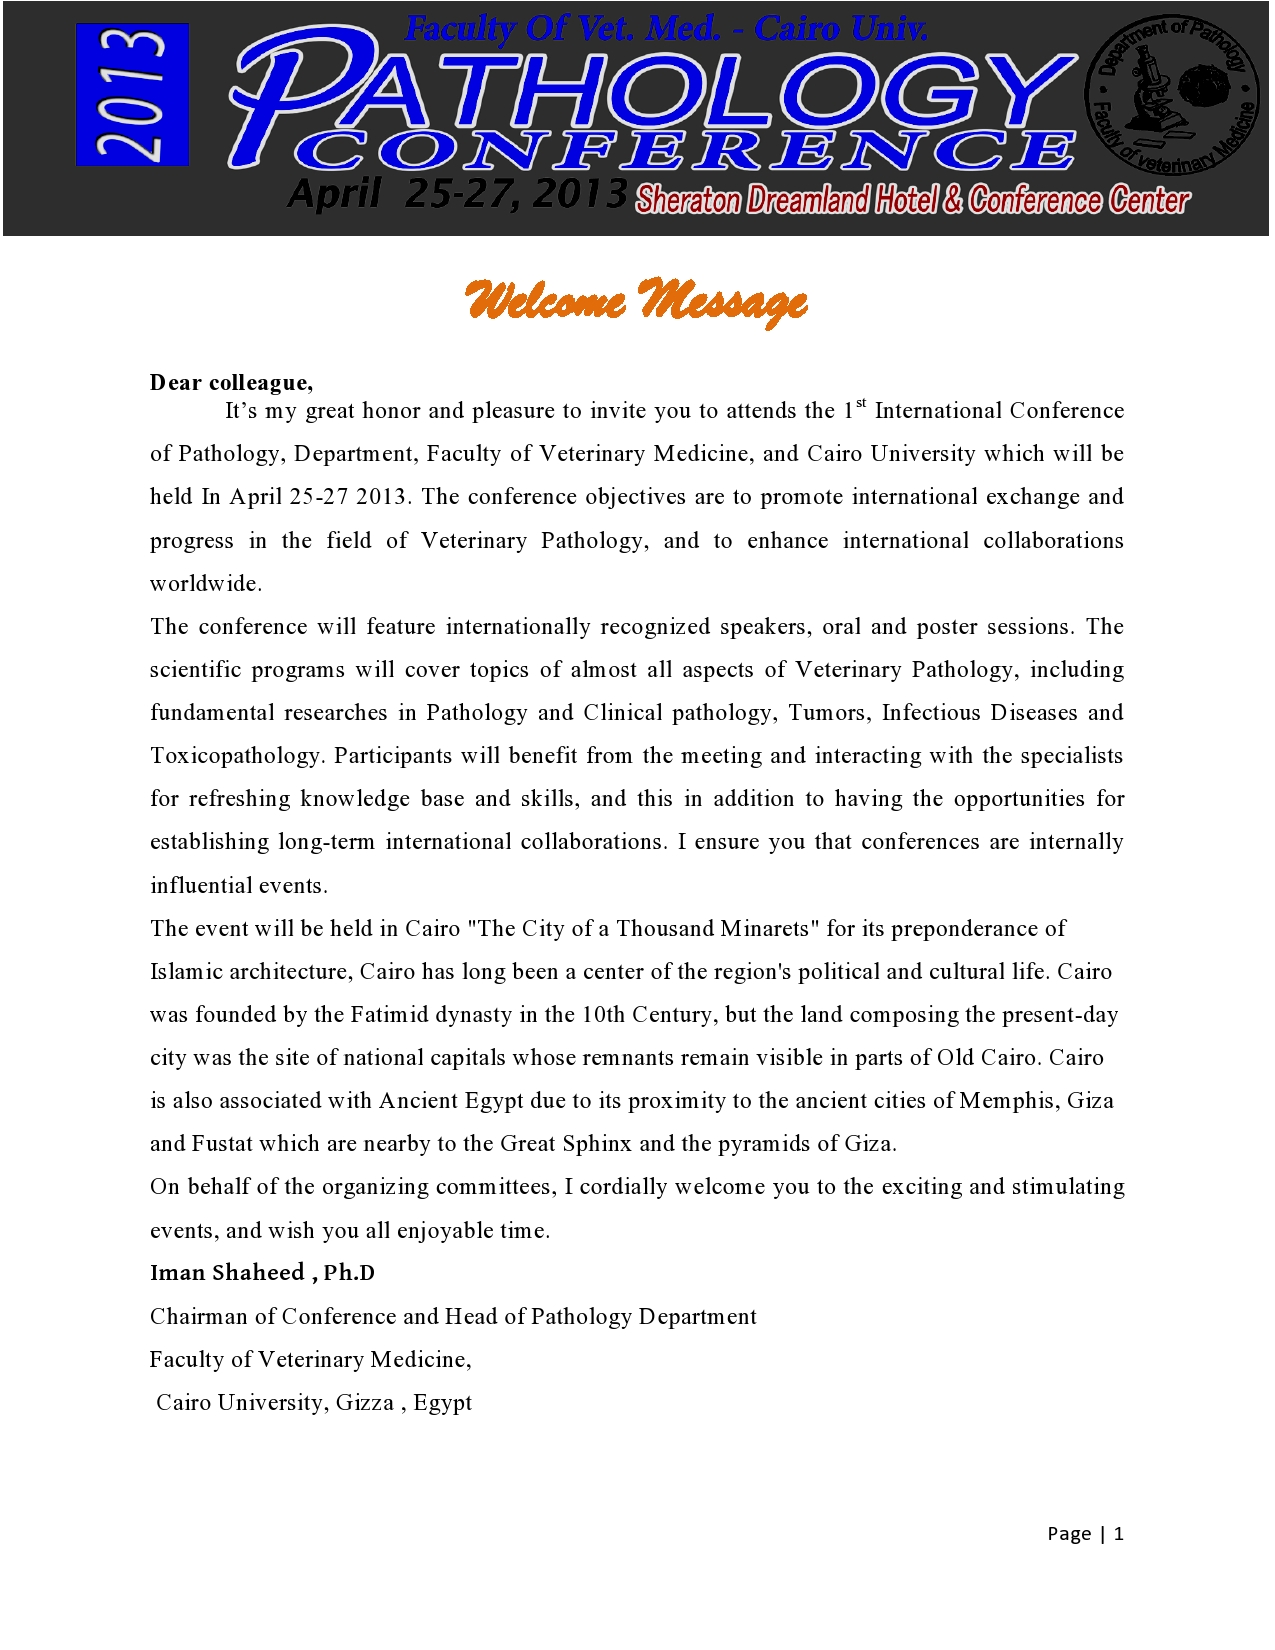 2013
Faculty Of Vet. Med. - Cairo Univ.
PATHOLOGY
CONFERENCE
April 25-27, 2013 Sheraton Dreamland Hotel & Conference Center
Department of Pathology
Faculty of veterinary Medicine
Welcome Message
Dear colleague,
It’s my great honor and pleasure to invite you to attends the 1st International Conference
of Pathology, Department, Faculty of Veterinary Medicine, and Cairo University which will be
held In April 25-27 2013. The conference objectives are to promote international exchange and
progress in the field of Veterinary Pathology, and to enhance international collaborations
worldwide.
The conference will feature internationally recognized speakers, oral and poster sessions. The
scientific programs will cover topics of almost all aspects of Veterinary Pathology, including
fundamental researches in Pathology and Clinical pathology, Tumors, Infectious Diseases and
Toxicopathology. Participants will benefit from the meeting and interacting with the specialists
for refreshing knowledge base and skills, and this in addition to having the opportunities for
establishing long-term international collaborations. I ensure you that conferences are internally
influential events.
The event will be held in Cairo "The City of a Thousand Minarets" for its preponderance of
Islamic architecture, Cairo has long been a center of the region's political and cultural life. Cairo
was founded by the Fatimid dynasty in the 10th Century, but the land composing the present-day
city was the site of national capitals whose remnants remain visible in parts of Old Cairo. Cairo
is also associated with Ancient Egypt due to its proximity to the ancient cities of Memphis, Giza
and Fustat which are nearby to the Great Sphinx and the pyramids of Giza.
On behalf of the organizing committees, I cordially welcome you to the exciting and stimulating
events, and wish you all enjoyable time.
Iman Shaheed , Ph.D
Chairman of Conference and Head of Pathology Department
Faculty of Veterinary Medicine,
Cairo University, Gizza , Egypt
Page | 1